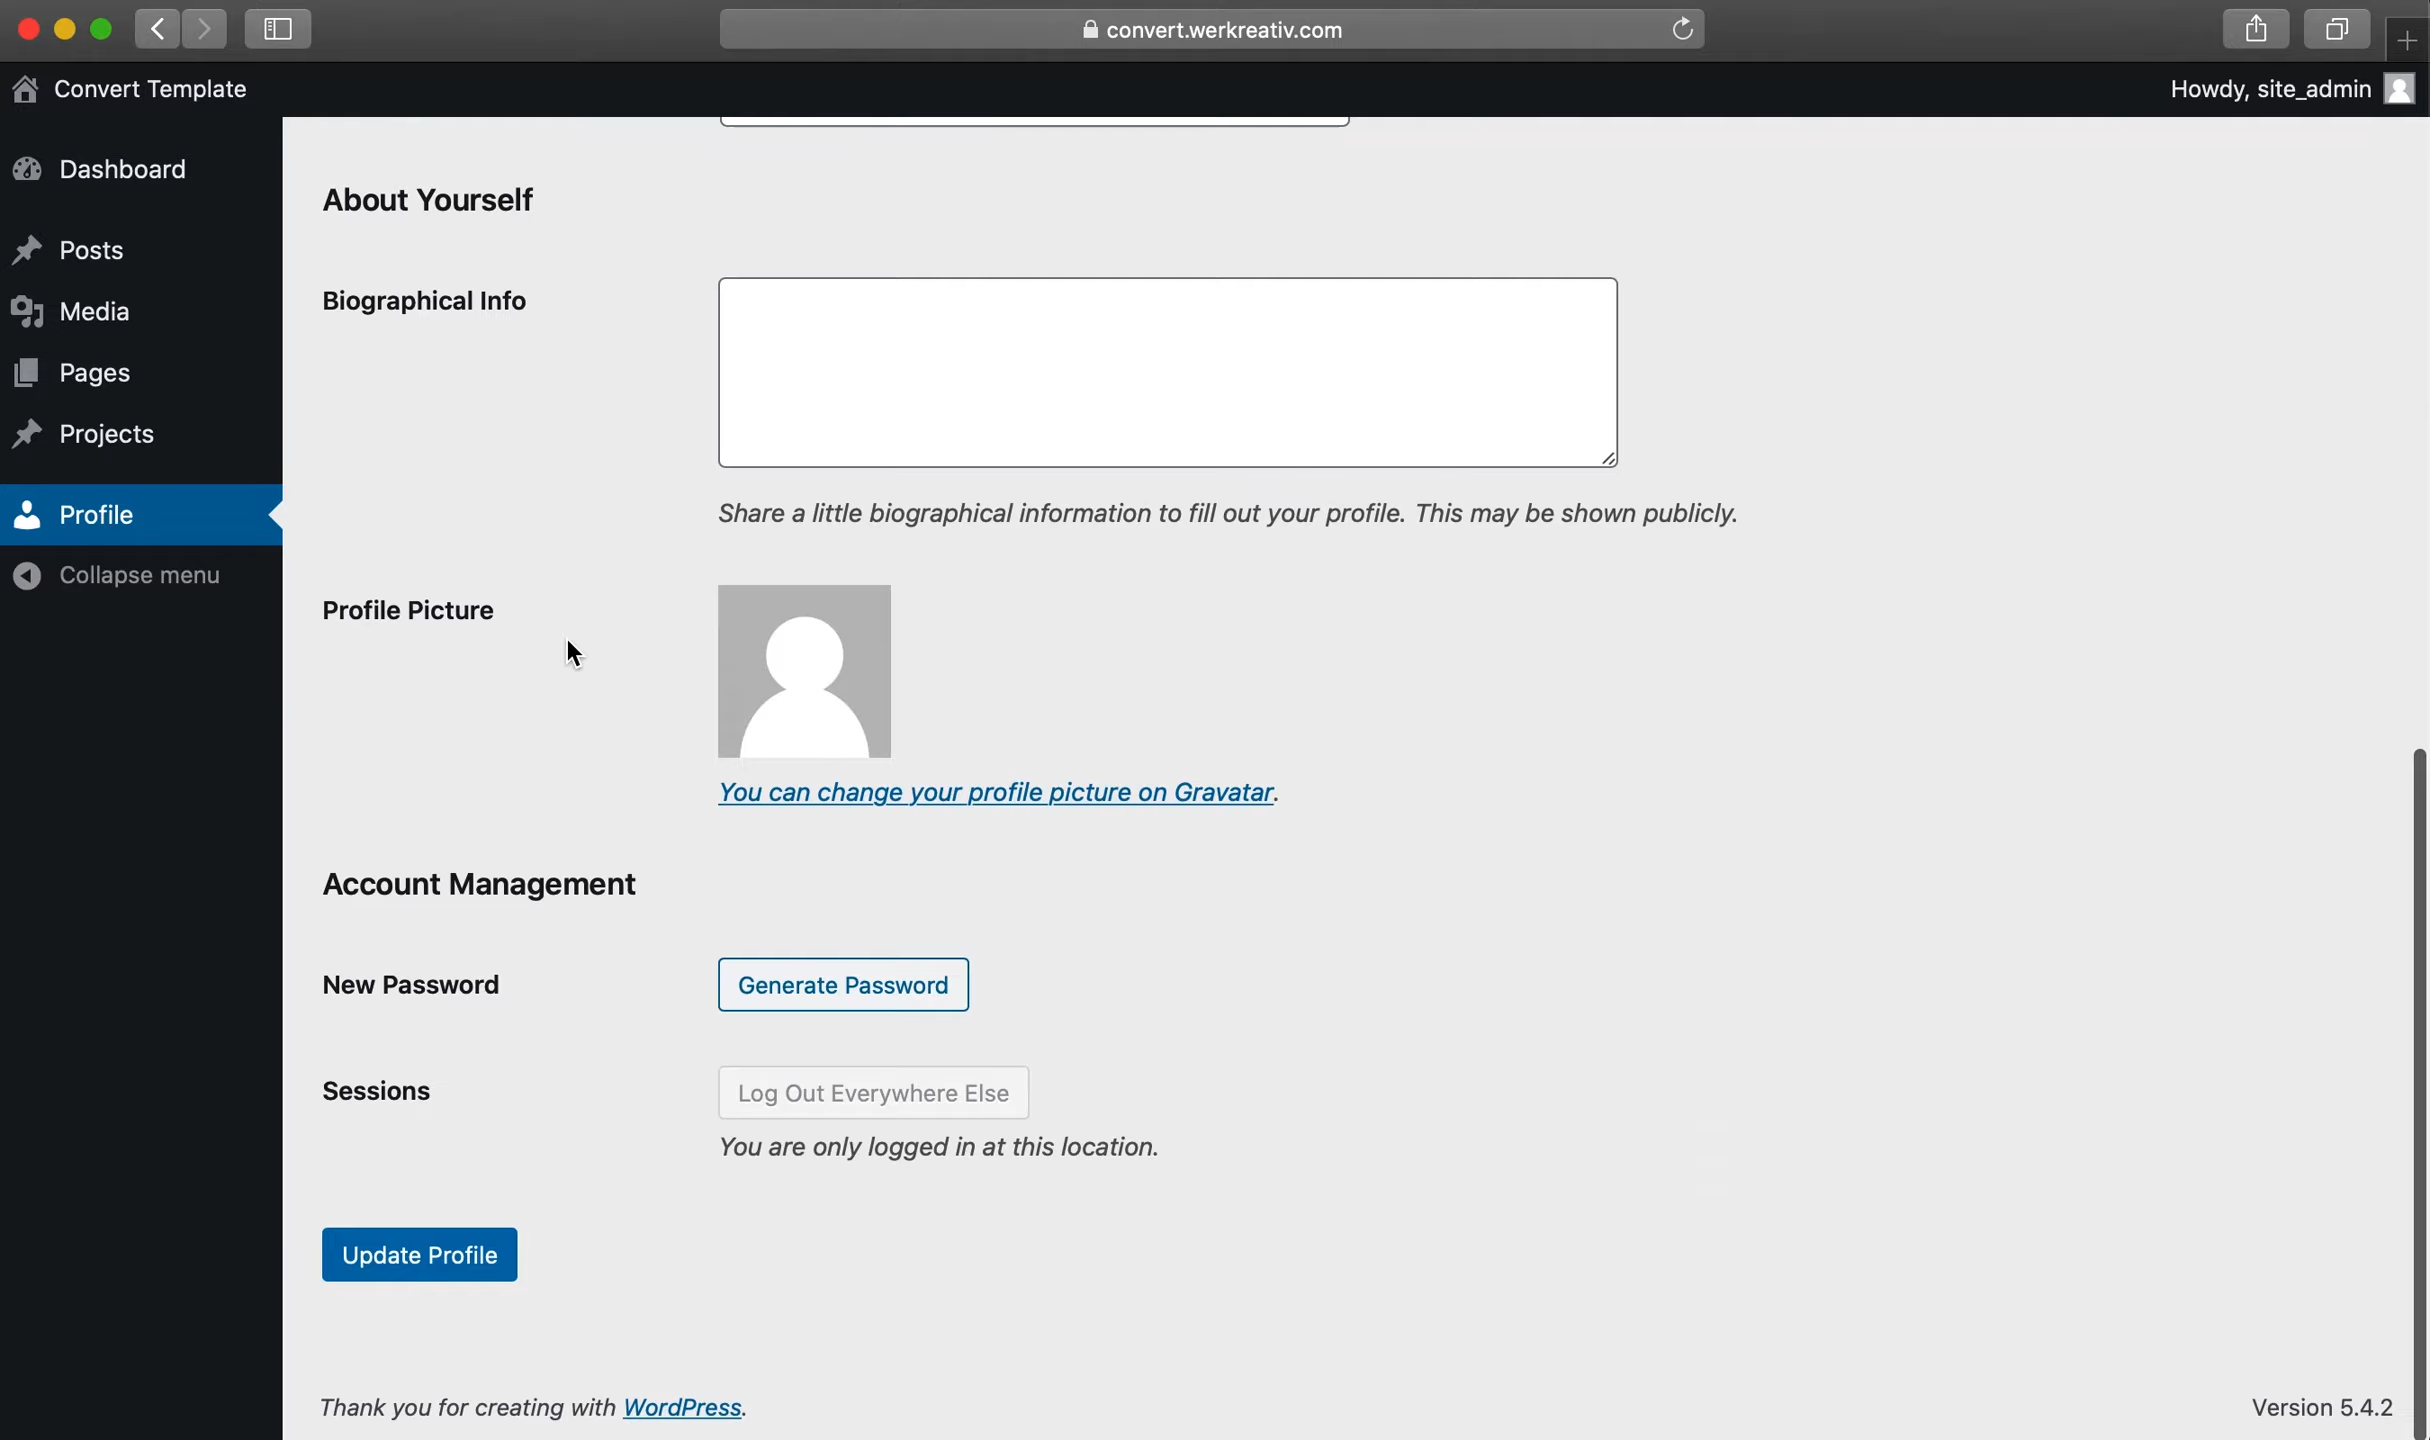 convert.werkreativ.com
Convert Template
Howdy, site_admin
Dashboard
Posts
Media
Pages
Projects
Profile
Collapse menu
About Yourself
Biographical Info
Share a little biographical information to fill out your profile. This may be shown publicly.
Profile Picture
You can change your profile picture on Gravatar.
Account Management
New Password
Generate Password
Sessions
Log Out Everywhere Else
You are only logged in at this location.
Update Profile
Thank you for creating with WordPress.
Version 5.4.2